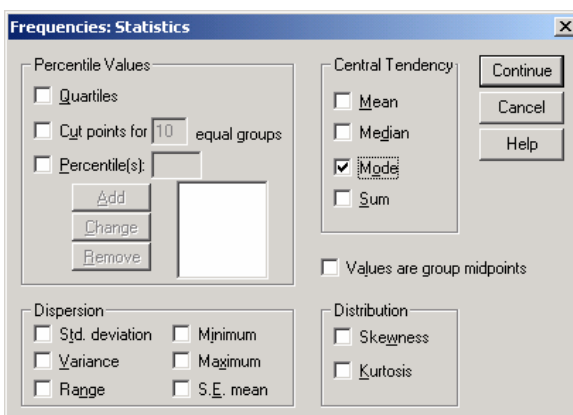 Frequencies: Statistics
Percentile Values
Quartiles
Cut points for 10 equal groups
Percentile(s):
Add
Change
Remove
Central Tendency
Mean
Median
Mode
Sum
Continue
Cancel
Help
Values are group midpoints
Dispersion
Std. deviation Minimum
Variance Maximum
Range S.E. mean
Distribution
Skewness
Kurtosis